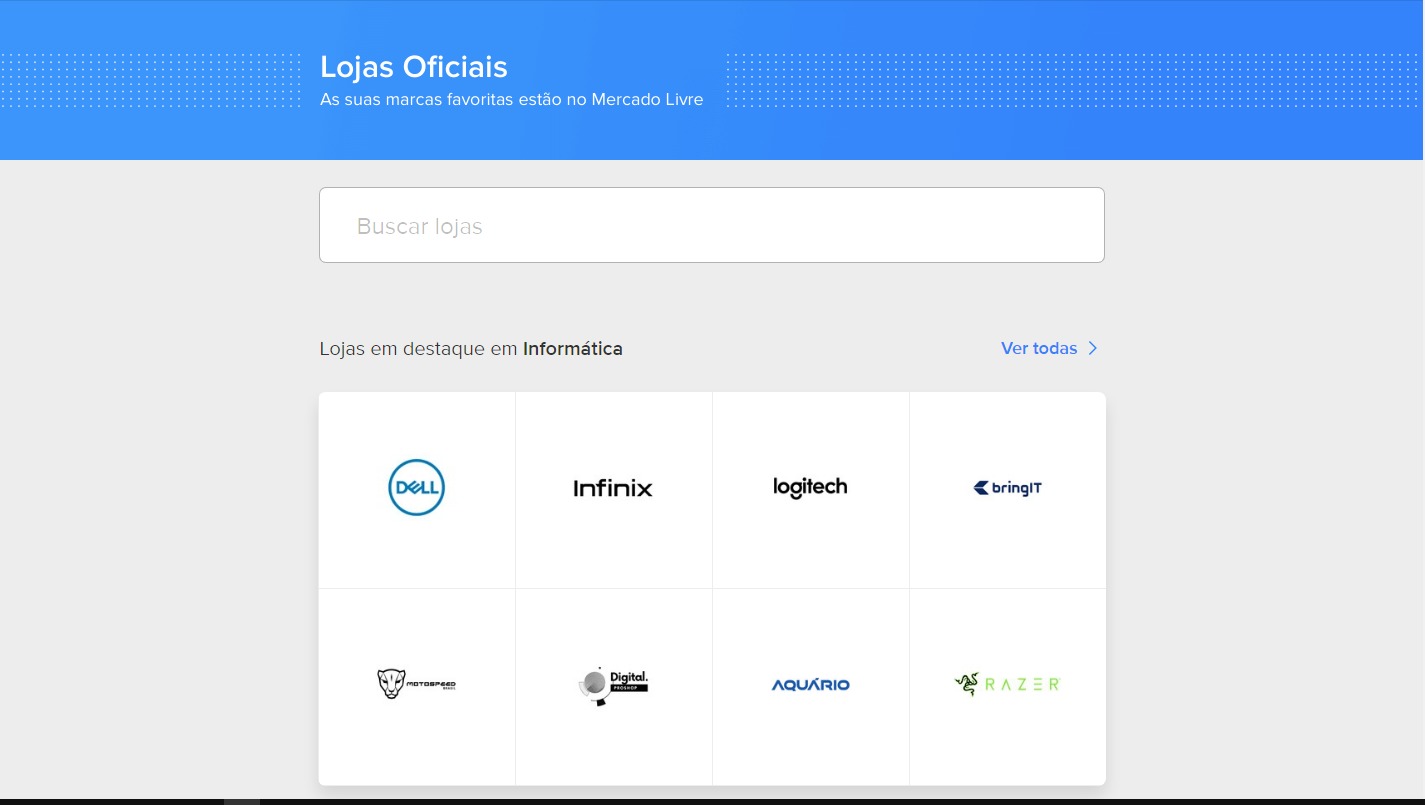 Lojas Oficiais
As suas marcas favoritas estão no Mercado Livre
Buscar lojas
Lojas em destaque em Informática
Ver todas
DELL
Infinix
logitech
bringIT
MOTOSPEED
BRASIL
Digital.
PROSHOP
AQUÁRIO
RAZER